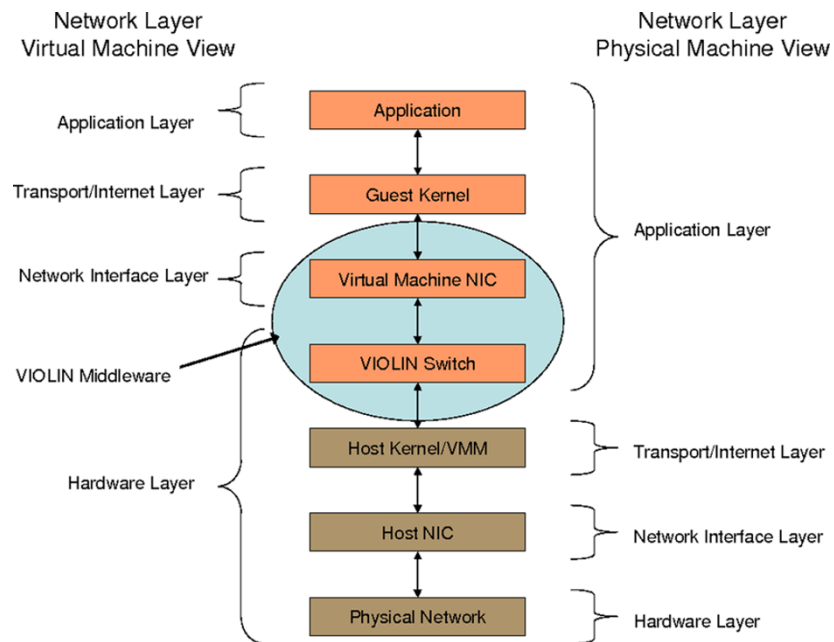 Network Layer
Virtual Machine View
Network Layer
Physical Machine View
Application Layer
Application
Transport/Internet Layer
Guest Kernel
Application Layer
Network Interface Layer
Virtual Machine NIC
VIOLIN Middleware
VIOLIN Switch
Host Kernel/VMM
Transport/Internet Layer
Hardware Layer
Host NIC
Network Interface Layer
Physical Network
Hardware Layer